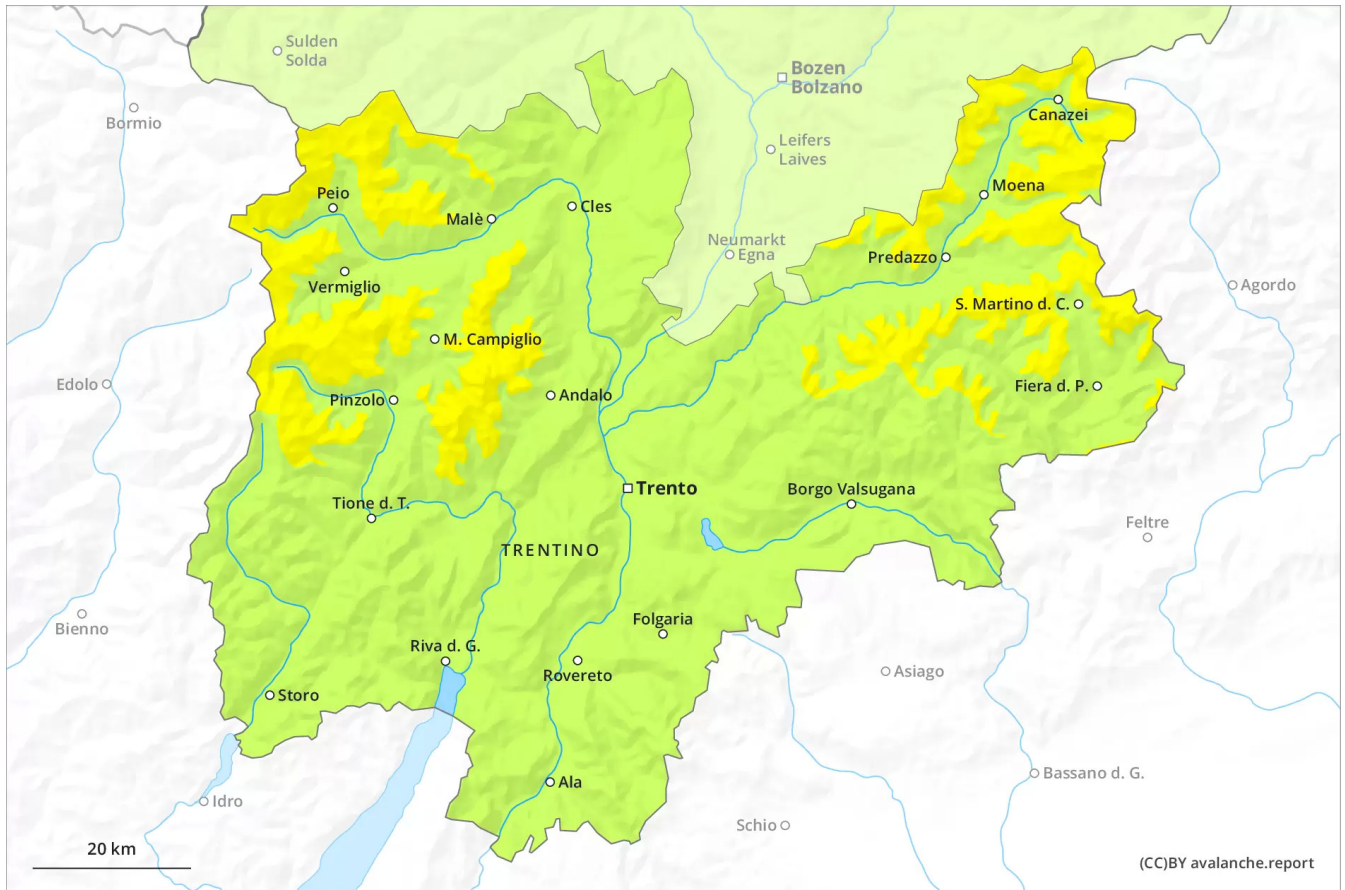 Sulden
Solda
Bormio
Bozen
Bolzano
Leifers
Laives
Canazei
Moena
Peio
Malè
Cles
Neumarkt
Egna
Predazzo
Vermiglio
Agordo
S. Martino d. C.
M. Campiglio
Edolo
Pinzolo
Andalo
Fiera d. P.
Trento
Borgo Valsugana
Tione d. T.
Feltre
TRENTINO
Bienno
Folgaria
Riva d. G.
Rovereto
Asiago
Storo
Ala
Bassano d. G.
Idro
Schio
20 km
(CC)BY avalanche.report